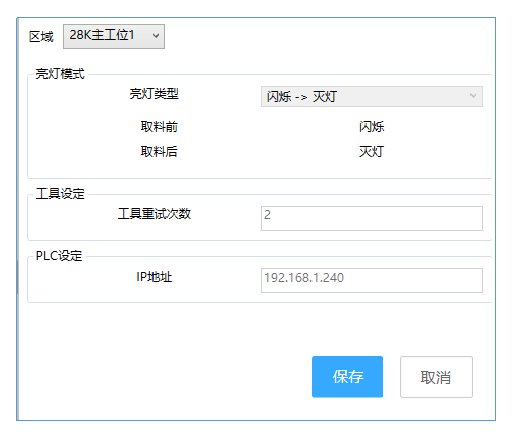 区域 28K主工位1
亮灯模式
亮灯类型 闪烁 -> 灭灯
取料前 闪烁
取料后 灭灯
工具设定
工具重试次数 2
PLC设定
IP地址 192.168.1.240
保存 取消